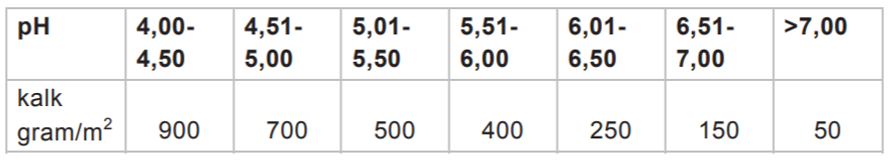 pH 4,00- 4,51- 5,01- 5,51- 6,01- 6,51- >7,00
4,50 5,00 5,50 6,00 6,50 7,00
kalk
gram/m² 900 700 500 400 250 150 50